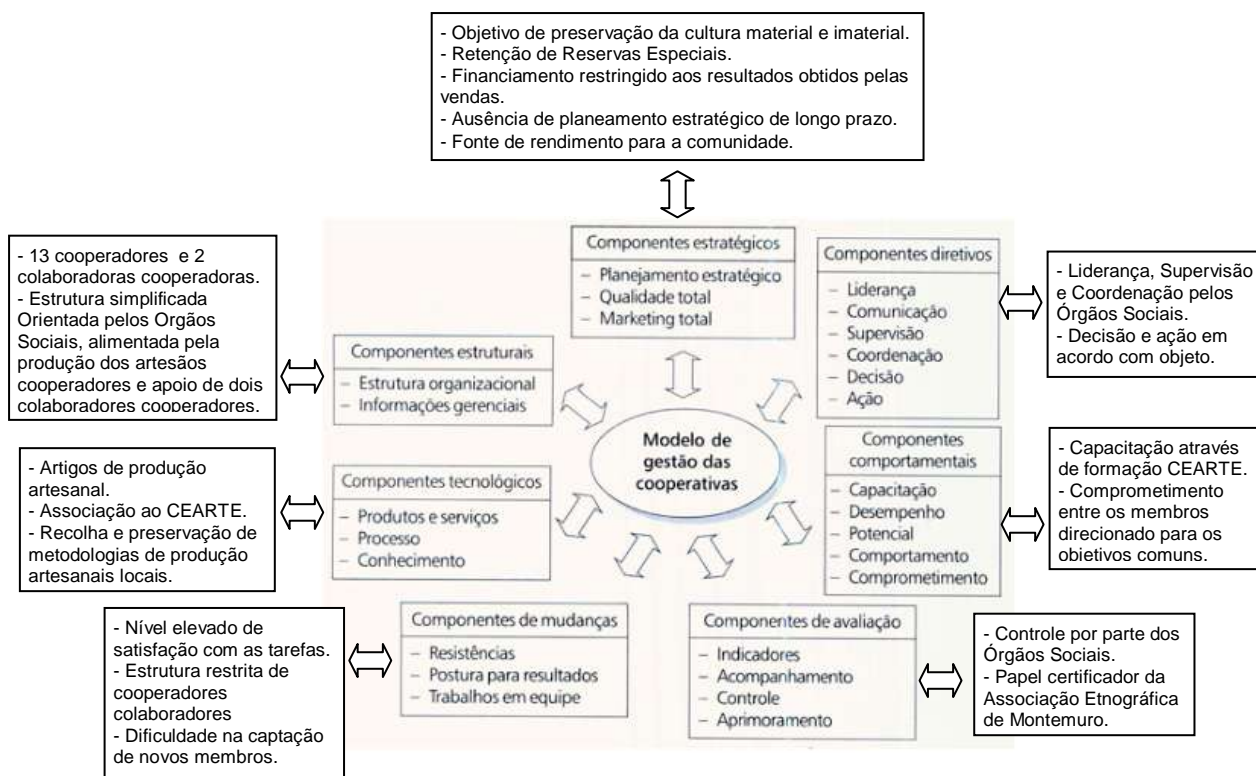 - Objetivo de preservação da cultura material e imaterial.
- Retenção de Reservas Especiais.
- Financiamento restringido aos resultados obtidos pelas
vendas.
- Ausência de planeamento estratégico de longo prazo.
- Fonte de rendimento para a comunidade.
- 13 cooperadores e 2
colaboradoras cooperadoras.
- Estrutura simplificada
Orientada pelos Orgãos
Sociais, alimentada pela
produção dos artesãos
cooperadores e apoio de dois
colaboradores cooperadores.
Componentes estruturais
– Estrutura organizacional
– Informações gerenciais
Componentes estratégicos
– Planejamento estratégico
– Qualidade total
– Marketing total
Componentes diretivos
– Liderança
– Comunicação
– Supervisão
– Coordenação
– Decisão
– Ação
- Liderança, Supervisão
e Coordenação pelos
Órgãos Sociais.
- Decisão e ação em
acordo com objeto.
Modelo de
gestão das
cooperativas
- Artigos de produção
artesanal.
- Associação ao CEARTE.
- Recolha e preservação de
metodologias de produção
artesanais locais.
Componentes tecnológicos
– Produtos e serviços
– Processo
– Conhecimento
Componentes
comportamentais
– Capacitação
– Desempenho
– Potencial
– Comportamento
– Comprometimento
- Capacitação através
de formação CEARTE.
- Comprometimento
entre os membros
direcionado para os
objetivos comuns.
- Nível elevado de
satisfação com as tarefas.
- Estrutura restrita de
cooperadores
colaboradores
- Dificuldade na captação
de novos membros.
Componentes de mudanças
– Resistências
– Postura para resultados
– Trabalhos em equipe
Componentes de avaliação
– Indicadores
– Acompanhamento
– Controle
– Aprimoramento
- Controle por parte dos
Órgãos Sociais.
- Papel certificador da
Associação Etnográfica
de Montemuro.